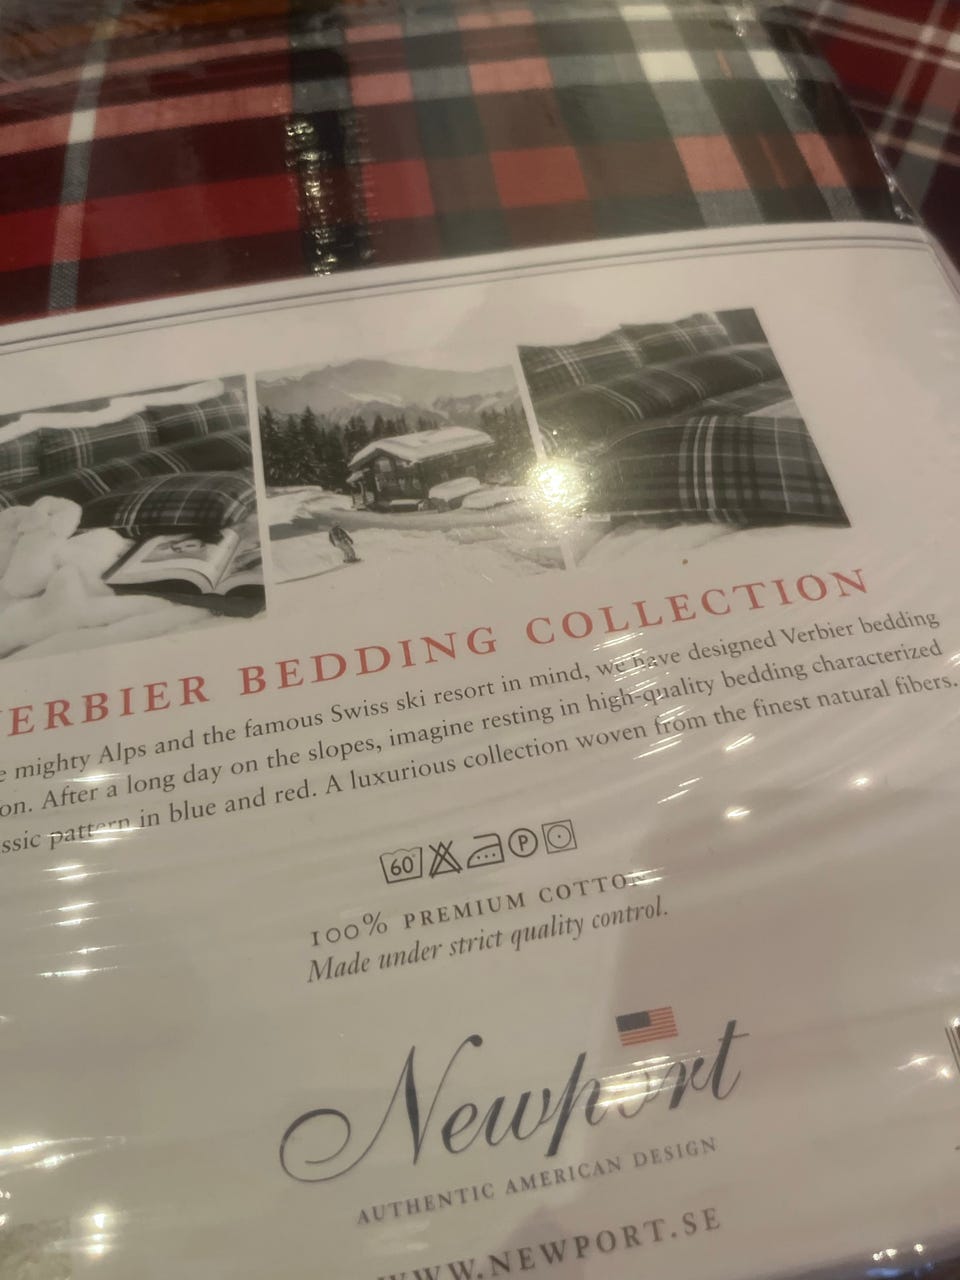 VERBIER BEDDING COLLECTION
mighty Alps and the famous Swiss ski resort in mind, we have designed Verbier bedding
on. After a long day on the slopes, imagine resting in high-quality bedding characterized
ssic pattern in blue and red. A luxurious collection woven from the finest natural fibers.
60° P
100% PREMIUM COTTON
Made under strict quality control.
Newport
AUTHENTIC AMERICAN DESIGN
WWW.NEWPORT.SE